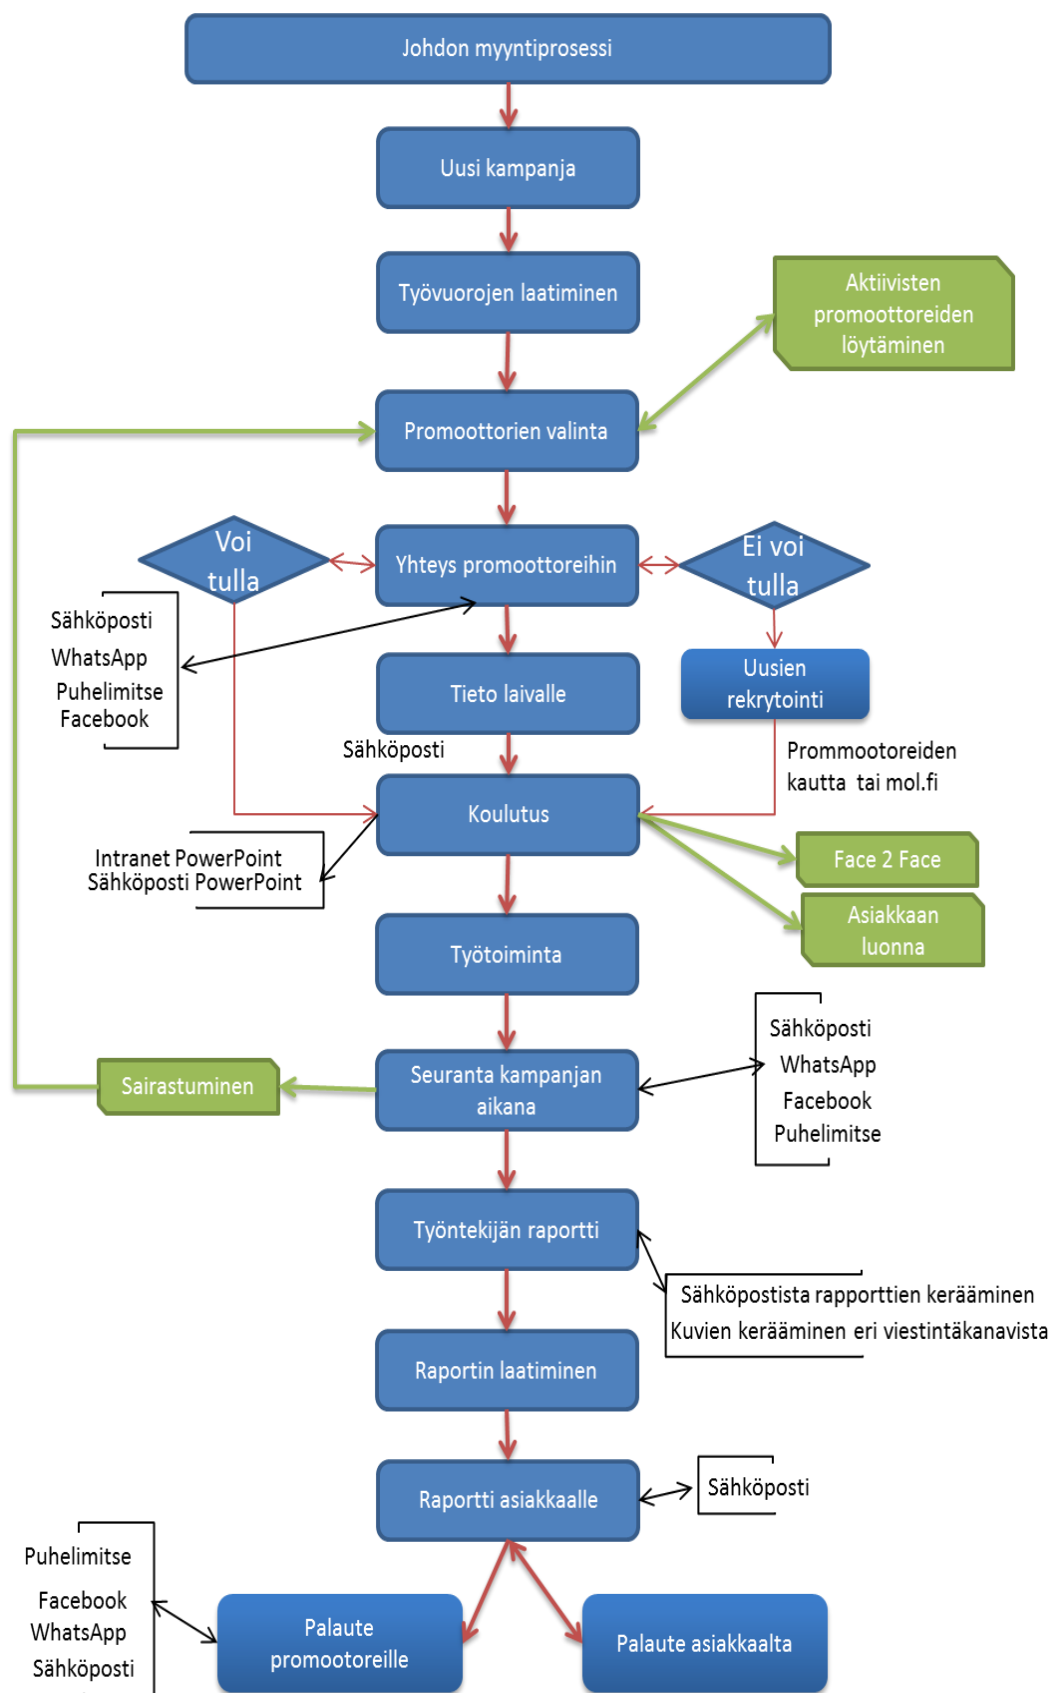 Johdon myyntiprosessi
Uusi kampanja
Työvuorojen laatiminen
Aktiivisten
promoottoreiden
löytäminen
Promoottorien valinta
Voi
tulla
Yhteys promoottoreihin
Ei voi
tulla
Sähköposti
WhatsApp
Puhelimitse
Facebook
Tieto laivalle
Uusien
rekrytointi
Sähköposti
Prommootoreiden
kautta tai mol.fi
Koulutus
Intranet PowerPoint
Sähköposti PowerPoint
Face 2 Face
Asiakkaan
luonna
Työtoiminta
Sähköposti
WhatsApp
Facebook
Puhelimitse
Seuranta kampanjan
aikana
Sairastuminen
Työntekijän raportti
Sähköpostista rapporttien kerääminen
Kuvien kerääminen eri viestintäkanavista
Raportin laatiminen
Raportti asiakkaalle
Sähköposti
Puhelimitse
Facebook
WhatsApp
Sähköposti
Palaute
promootoreille
Palaute asiakkaalta